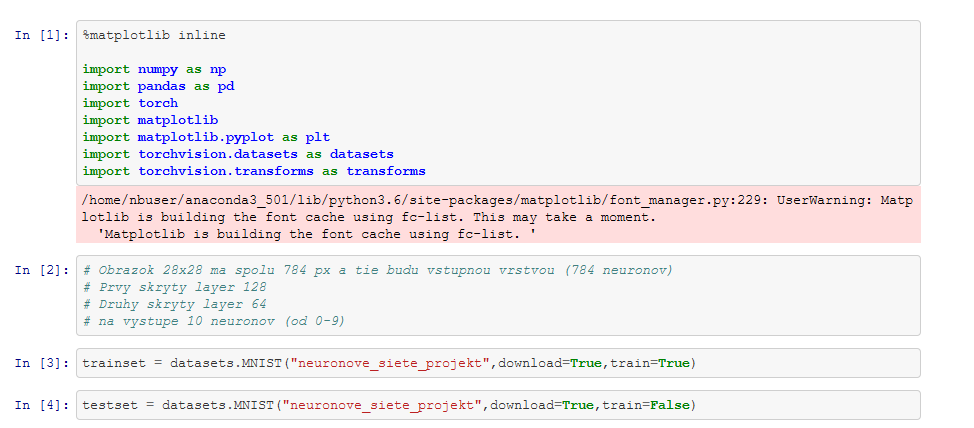 In [1]: %matplotlib inline
import numpy as np
import pandas as pd
import torch
import matplotlib
import matplotlib.pyplot as plt
import torchvision.datasets as datasets
import torchvision.transforms as transforms
/home/nbuser/anaconda3_501/lib/python3.6/site-packages/matplotlib/font_manager.py:229: UserWarning: Matp
lotlib is building the font cache using fc-list. This may take a moment.
'Matplotlib is building the font cache using fc-list. '
In [2]: # Obrazok 28x28 ma spolu 784 px a tie budu vstupnou vrstvou (784 neuronov)
# Prvy skryty layer 128
# Druhy skryty layer 64
# na vystupe 10 neuronov (od 0-9)
In [3]: trainset = datasets.MNIST("neuronove_siete_projekt",download=True,train=True)
In [4]: testset = datasets.MNIST("neuronove_siete_projekt",download=True,train=False)